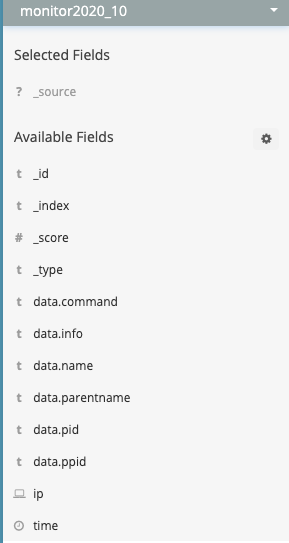 monitor2020_10
Selected Fields
? _source
Available Fields
t _id
t _index
# _score
t _type
t data.command
t data.info
t data.name
t data.parentname
t data.pid
t data.ppid
ip
time